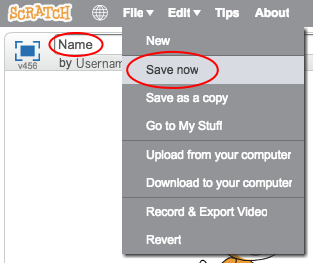 SCRATCH File Edit Tips About
Name
by Usernam
v456
New
Save now
Save as a copy
Go to My Stuff
Upload from your computer
Download to your computer
Record & Export Video
Revert